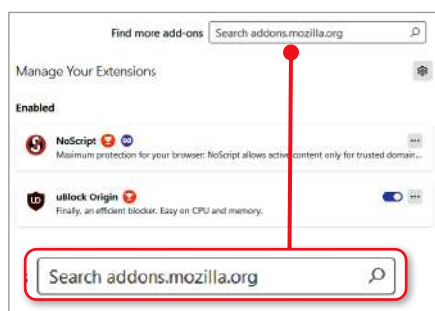 Find more add-ons Search addons.mozilla.org
Manage Your Extensions
Enabled
NoScript
Maximum protection for your browser: NoScript allows active content only for trusted domain...
uBlock Origin
Finally, an efficient blocker. Easy on CPU and memory.
Search addons.mozilla.org